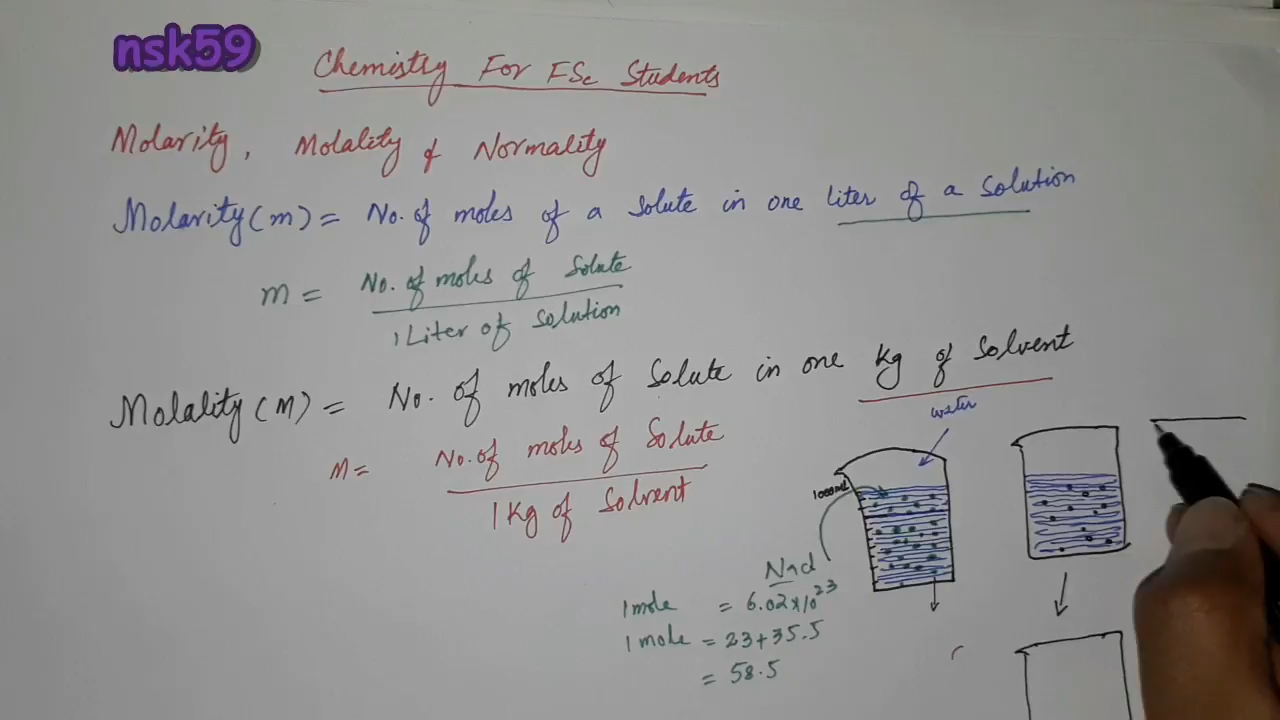 nsk59
Chemistry For FSc Students
Molarity, Molality & Normality
Molarity (m) = No. of moles of a Solute in one liter of a Solution
m = No. of moles of Solute
1 Liter of Solution
Molality (M) = No. of moles of Solute in one Kg of Solvent
M = No. of moles of Solute
1 Kg of Solvent
water
1000ml
NaCl
1 mole = 6.02×10²³
1 mole = 23+35.5
= 58.5